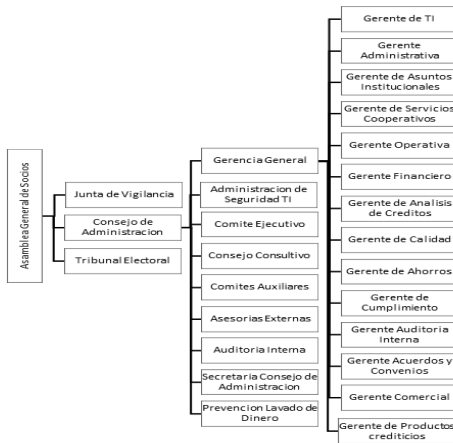 Asamblea General de Socios
Junta de Vigilancia
Consejo de
Administracion
Tribunal Electoral
Gerencia General
Administracion de
Seguridad TI
Comite Ejecutivo
Consejo Consultivo
Comites Auxiliares
Asesorias Externas
Auditoria Interna
Secretaria Consejo de
Administracion
Prevencion Lavado de
Dinero
Gerente de TI
Gerente
Administrativa
Gerente de Asuntos
Institucionales
Gerente de Servicios
Cooperativos
Gerente Operativa
Gerente Financiero
Gerente de Analisis
de Creditos
Gerente de Calidad
Gerente de Ahorros
Gerente de
Cumplimiento
Gerente Auditoria
Interna
Gerente Acuerdos y
Convenios
Gerente Comercial
Gerente de Productos
crediticios